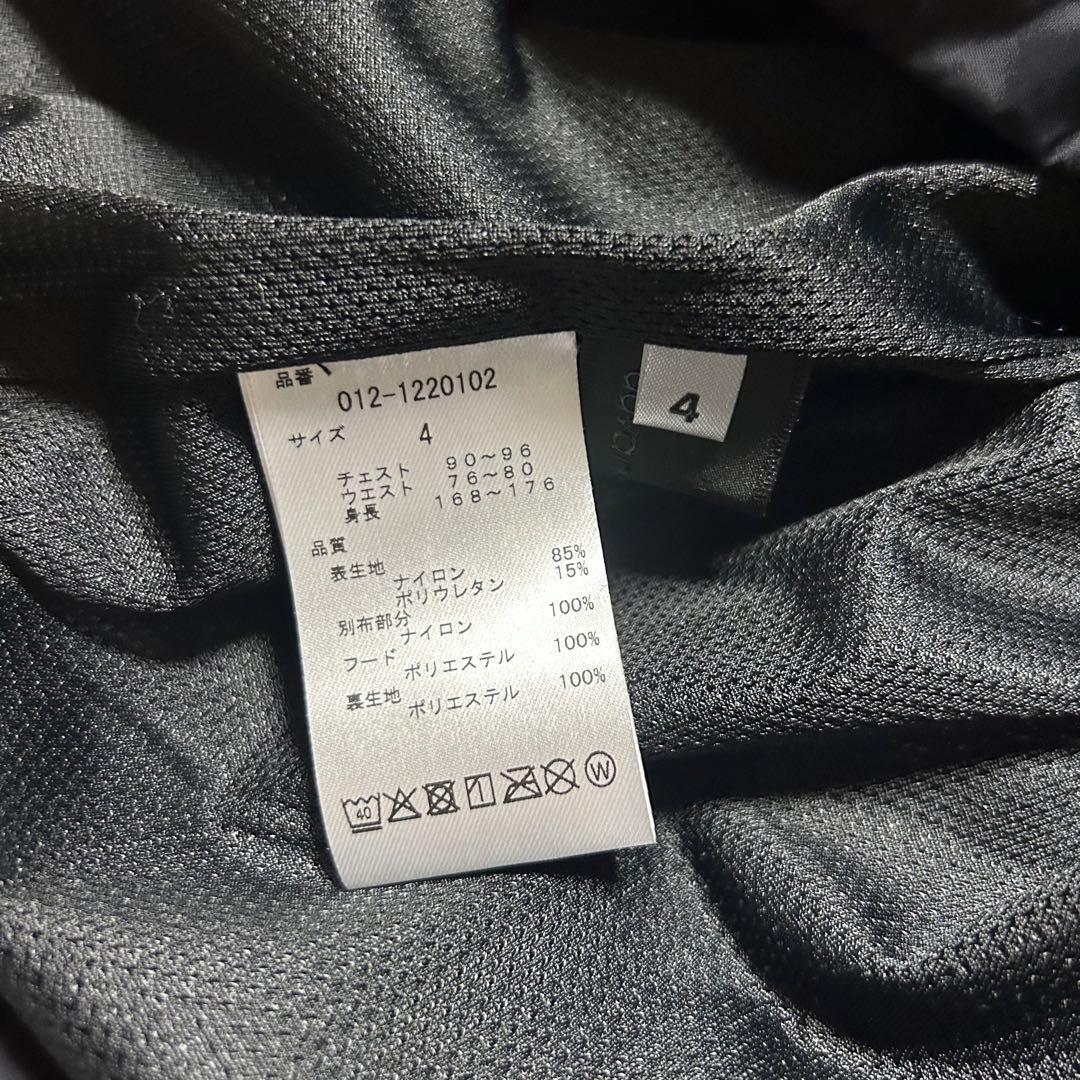 品番
012-1220102
サイズ 4
チェスト 90～96
ウエスト 76～80
身長 168～176
品質
表生地 ナイロン 85%
ポリウレタン 15%
別布部分 ナイロン 100%
フード ポリエステル 100%
裏生地 ポリエステル 100%
40
W
4